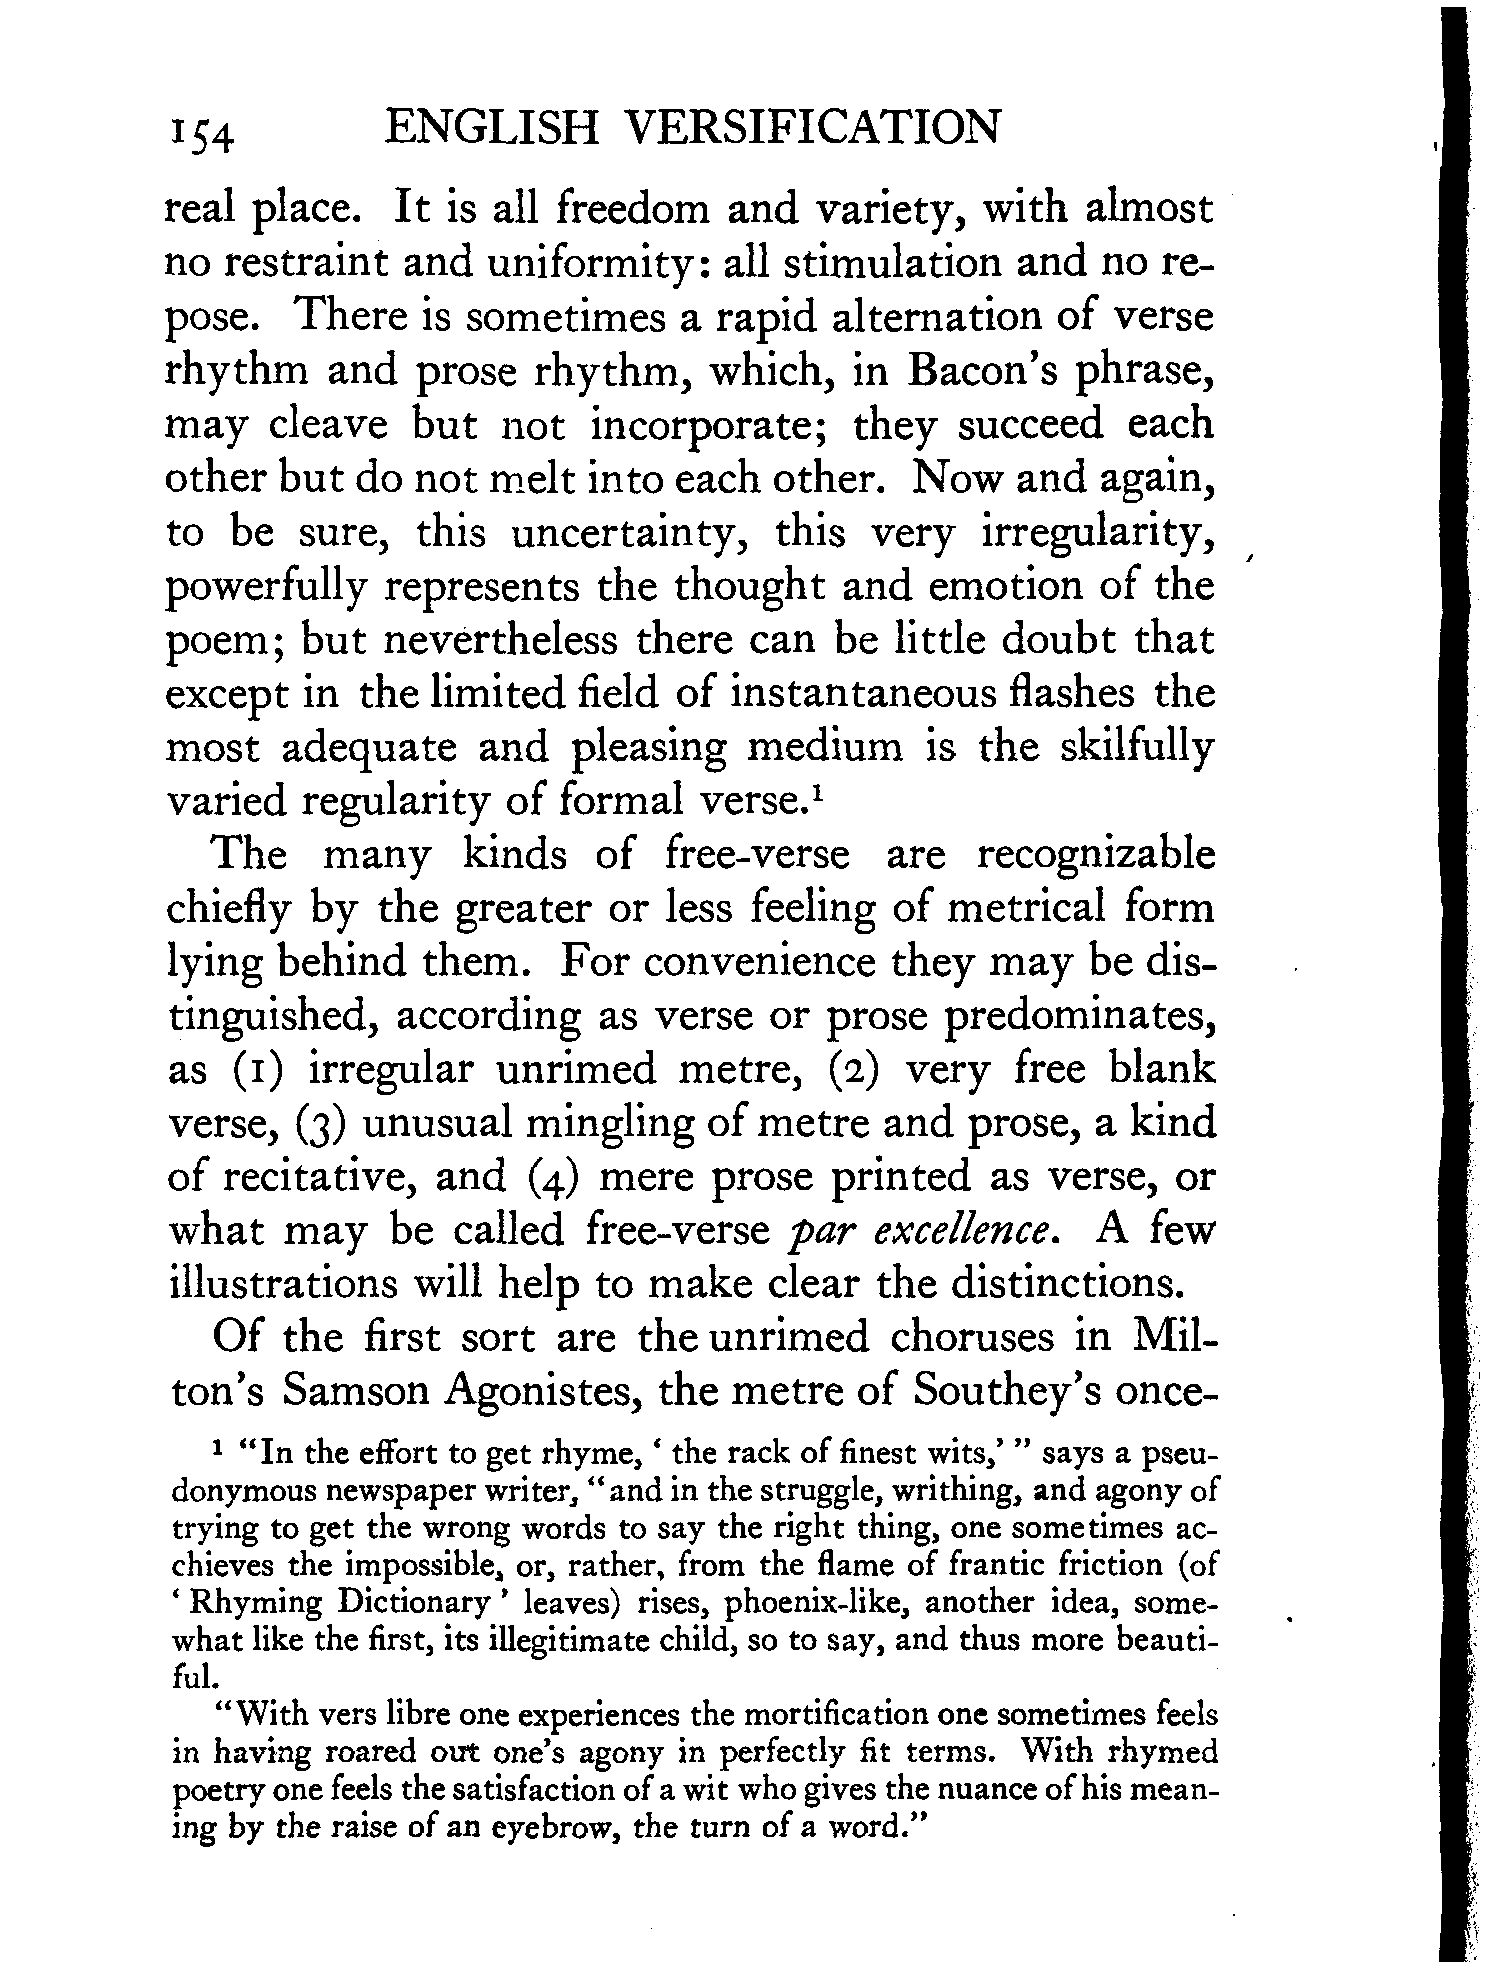 154 ENGLISH VERSIFICATION
real place. It is all freedom and variety, with almost
no restraint and uniformity: all stimulation and no re-
pose. There is sometimes a rapid alternation of verse
rhythm and prose rhythm, which, in Bacon's phrase,
may cleave but not incorporate; they succeed each
other but do not melt into each other. Now and again,
to be sure, this uncertainty, this very irregularity,
powerfully represents the thought and emotion of the
poem; but nevertheless there can be little doubt that
except in the limited field of instantaneous flashes the
most adequate and pleasing medium is the skilfully
varied regularity of formal verse.¹
The many kinds of free-verse are recognizable
chiefly by the greater or less feeling of metrical form
lying behind them. For convenience they may be dis-
tinguished, according as verse or prose predominates,
as (1) irregular unrimed metre, (2) very free blank
verse, (3) unusual mingling of metre and prose, a kind
of recitative, and (4) mere prose printed as verse, or
what may be called free-verse par excellence. A few
illustrations will help to make clear the distinctions.
Of the first sort are the unrimed choruses in Mil-
ton's Samson Agonistes, the metre of Southey's once-
¹ "In the effort to get rhyme, ' the rack of finest wits,' " says a pseu-
donymous newspaper writer, "and in the struggle, writhing, and agony of
trying to get the wrong words to say the right thing, one sometimes ac-
chieves the impossible, or, rather, from the flame of frantic friction (of
' Rhyming Dictionary ' leaves) rises, phoenix-like, another idea, some-
what like the first, its illegitimate child, so to say, and thus more beauti-
ful.
"With vers libre one experiences the mortification one sometimes feels
in having roared out one's agony in perfectly fit terms. With rhymed
poetry one feels the satisfaction of a wit who gives the nuance of his mean-
ing by the raise of an eyebrow, the turn of a word."